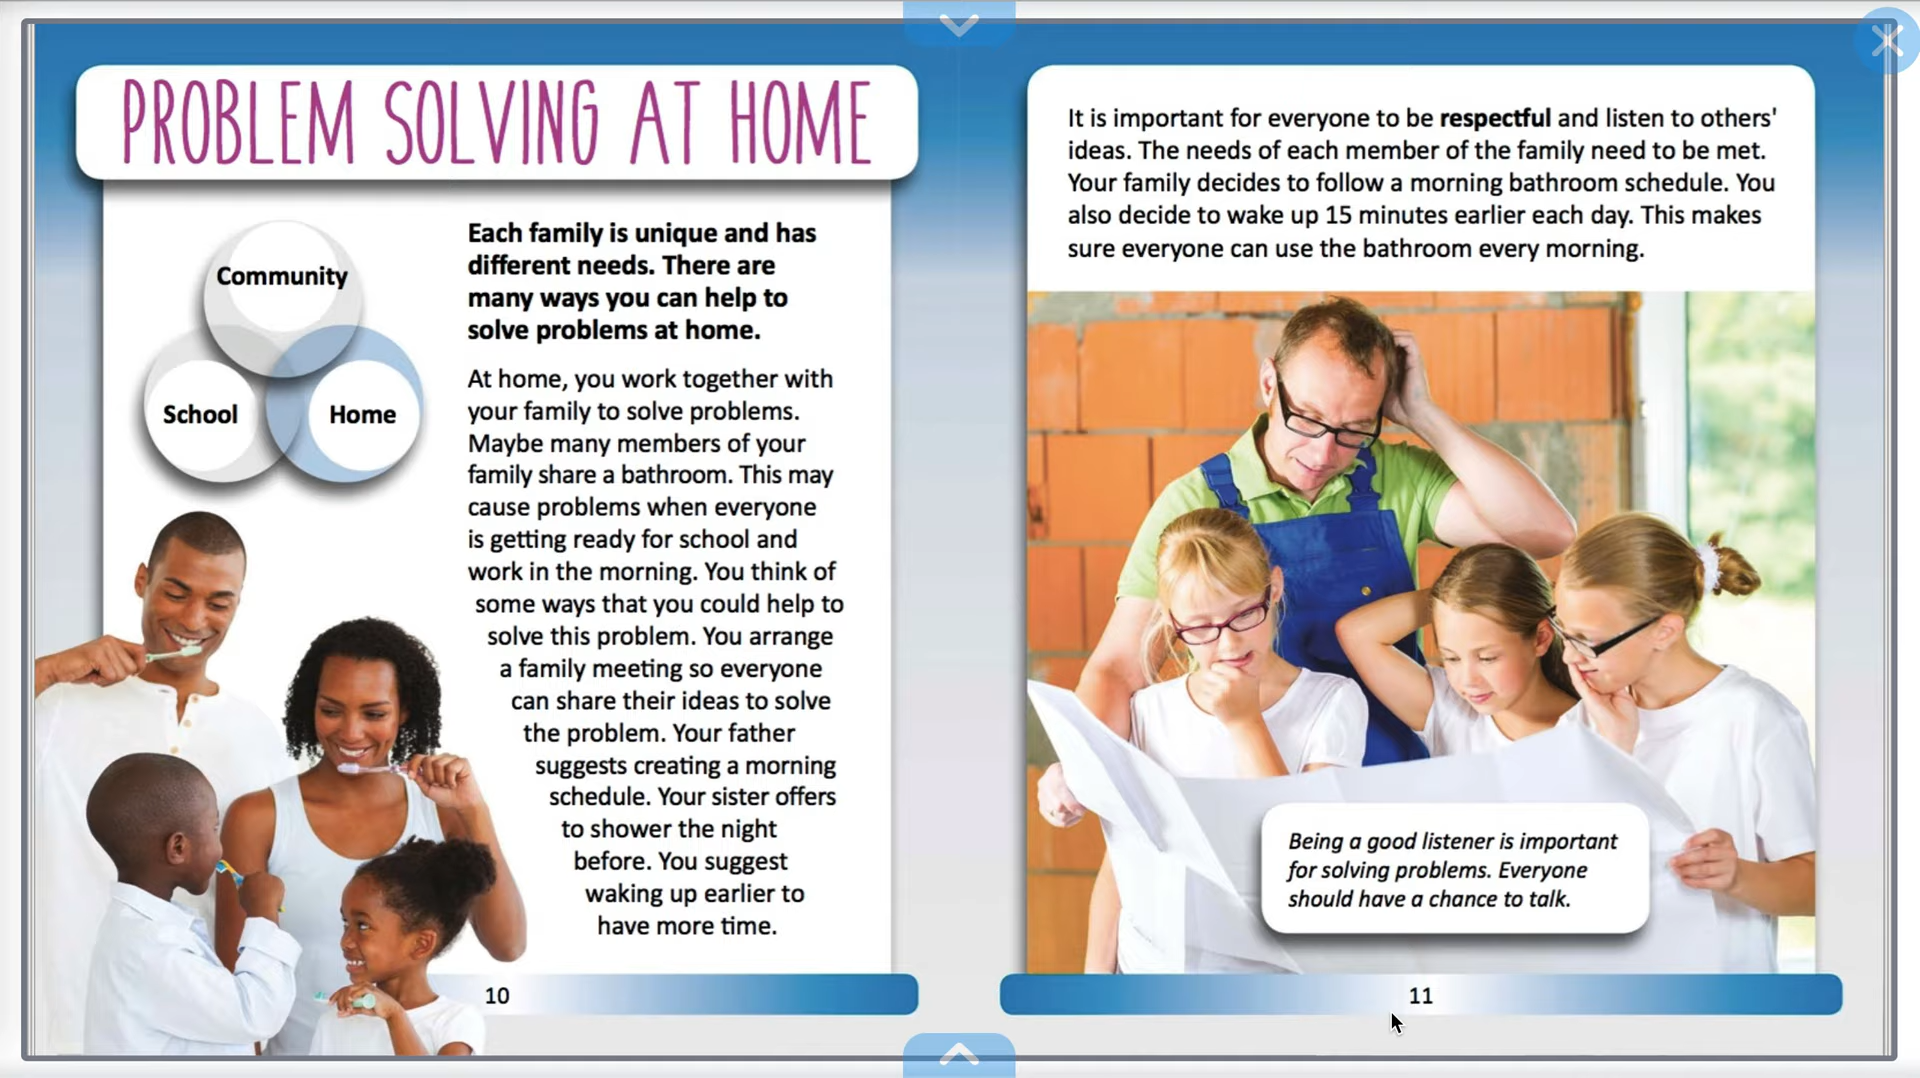 PROBLEM SOLVING AT HOME
Community
School
Home
Each family is unique and has
different needs. There are
many ways you can help to
solve problems at home.
At home, you work together with
your family to solve problems.
Maybe many members of your
family share a bathroom. This may
cause problems when everyone
is getting ready for school and
work in the morning. You think of
some ways that you could help to
solve this problem. You arrange
a family meeting so everyone
can share their ideas to solve
the problem. Your father
suggests creating a morning
schedule. Your sister offers
to shower the night
before. You suggest
waking up earlier to
have more time.
10
It is important for everyone to be respectful and listen to others'
ideas. The needs of each member of the family need to be met.
Your family decides to follow a morning bathroom schedule. You
also decide to wake up 15 minutes earlier each day. This makes
sure everyone can use the bathroom every morning.
Being a good listener is important
for solving problems. Everyone
should have a chance to talk.
11